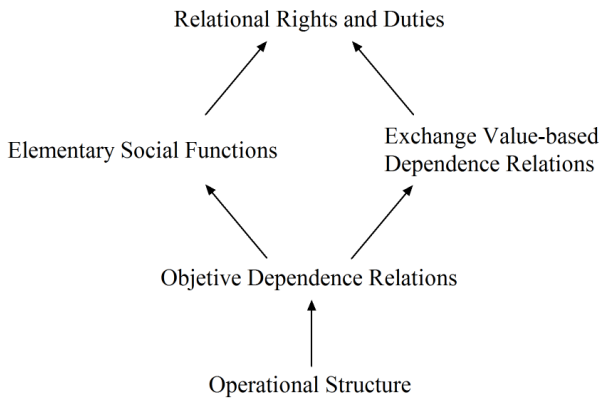 Relational Rights and Duties
Elementary Social Functions
Exchange Value-based
Dependence Relations
Objetive Dependence Relations
Operational Structure